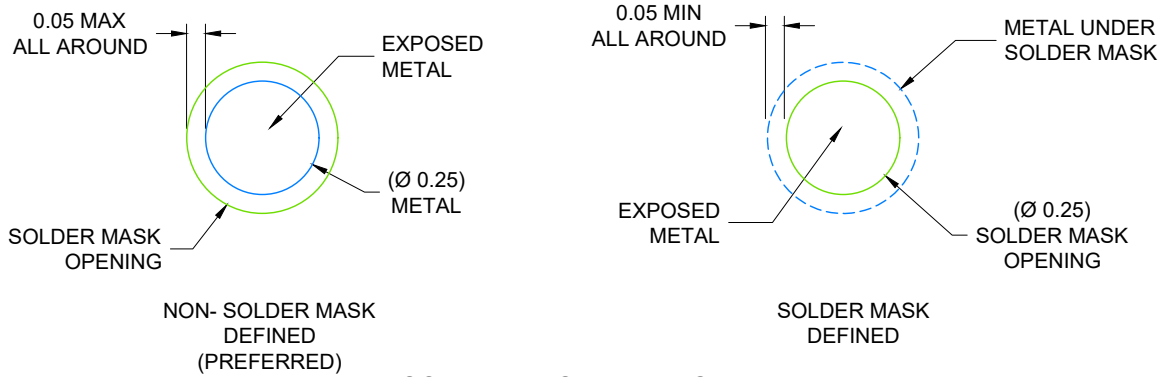 0.05 MAX
ALL AROUND
EXPOSED
METAL
(Ø 0.25)
METAL
SOLDER MASK
OPENING
NON- SOLDER MASK
DEFINED
(PREFERRED)
0.05 MIN
ALL AROUND
METAL UNDER
SOLDER MASK
EXPOSED
METAL
(Ø 0.25)
SOLDER MASK
OPENING
SOLDER MASK
DEFINED